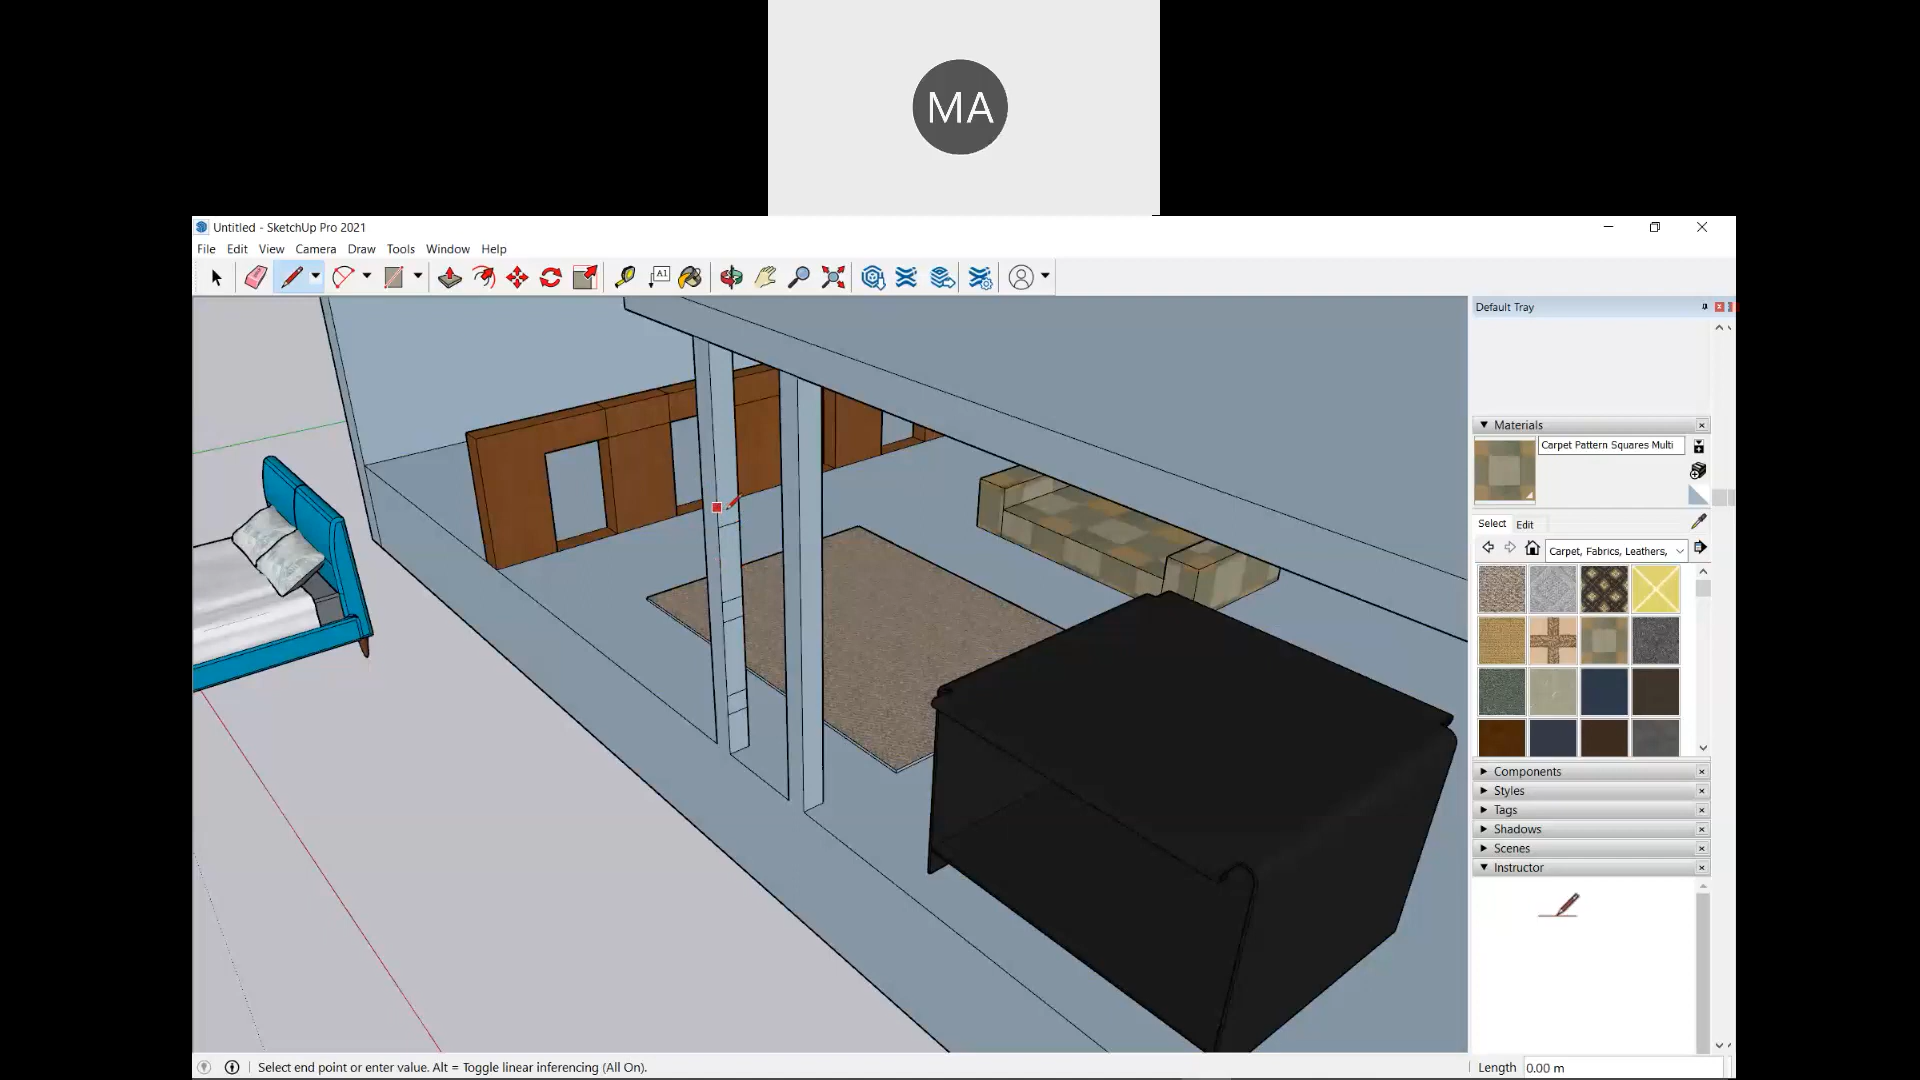 MA
Untitled - SketchUp Pro 2021
File Edit View Camera Draw Tools Window Help
A1
Default Tray
Materials
Carpet Pattern Squares Multi
Select Edit
Carpet, Fabrics, Leathers,
Components
Styles
Tags
Shadows
Scenes
Instructor
Select end point or enter value. Alt = Toggle linear inferencing (All On).
Length 0.00 m